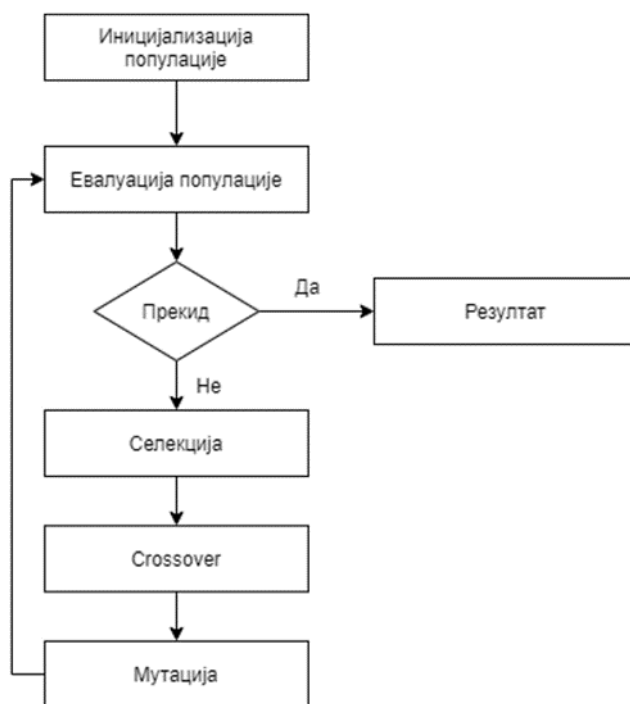 Иницијализација
популације
Евалуација популације
Прекид
Да
Резултат
Не
Селекција
Crossover
Мутација